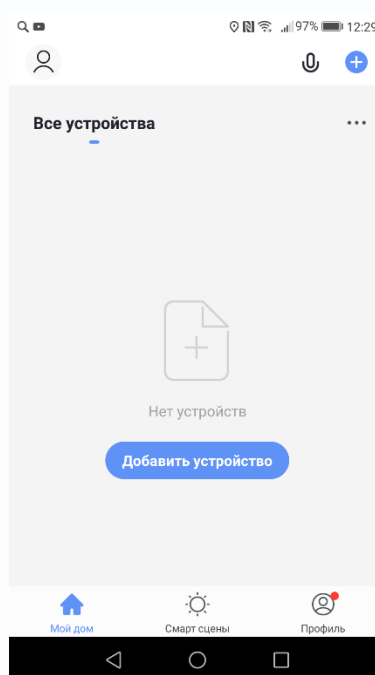 97% 12:29
Все устройства
Нет устройств
Добавить устройство
Мой дом Смарт сцены Профиль